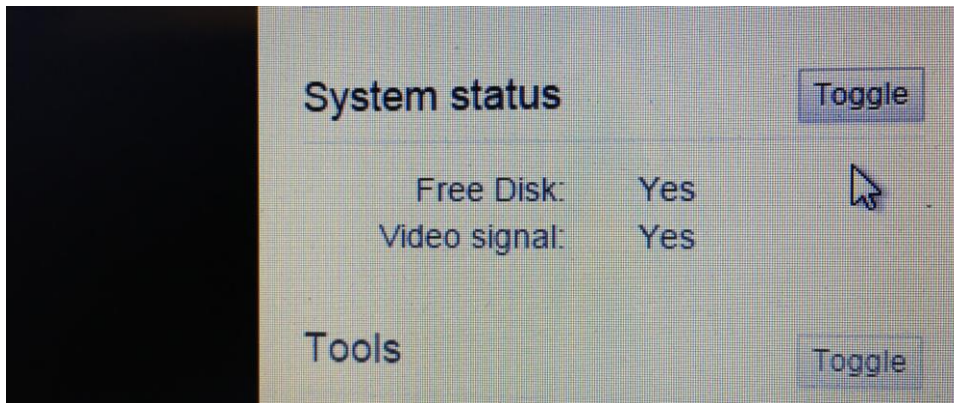 System status Toggle
Free Disk: Yes
Video signal: Yes
Tools Toggle